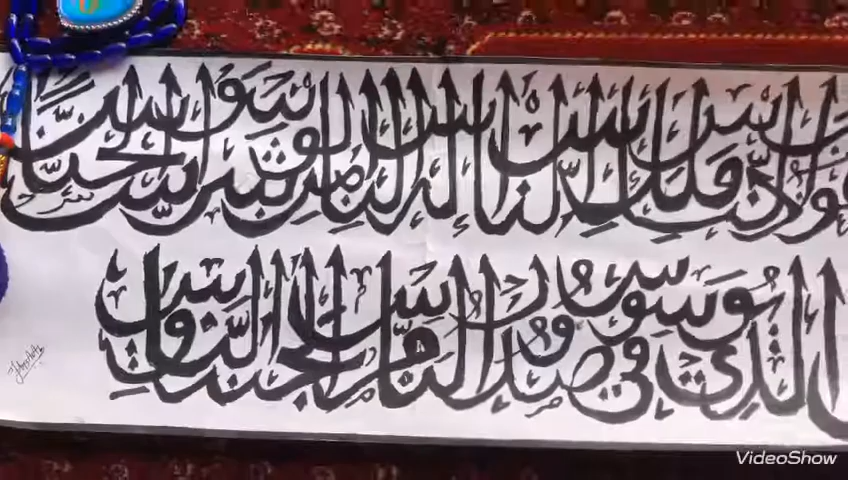 برب الناس ملك الناس إله الناس من شر الوسواس الخناس
الذي يوسوس في صدور الناس من الجنة والناس
VideoShow